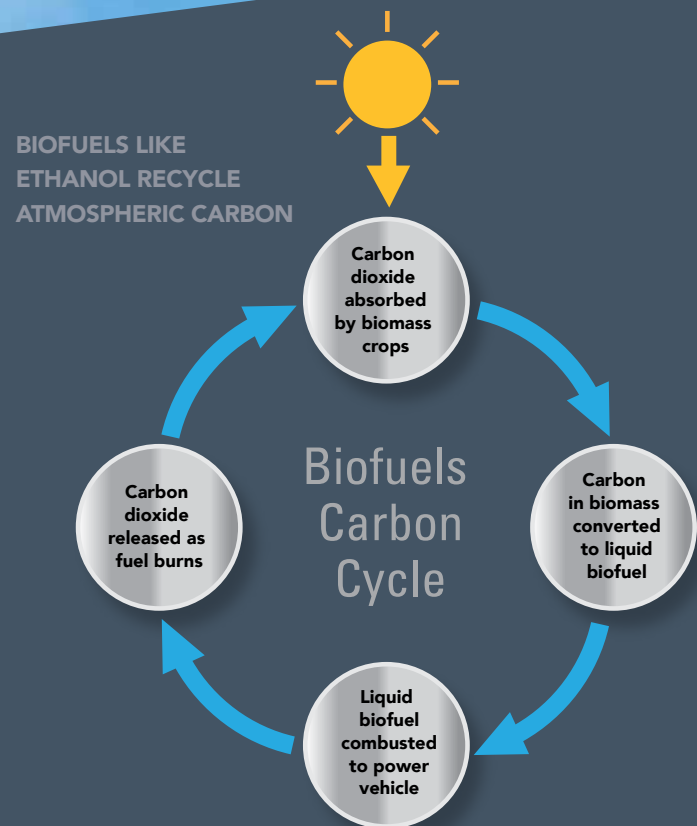 BIOFUELS LIKE
ETHANOL RECYCLE
ATMOSPHERIC CARBON
Carbon
dioxide
absorbed
by biomass
crops
Carbon
in biomass
converted
to liquid
biofuel
Liquid
biofuel
combusted
to power
vehicle
Carbon
dioxide
released as
fuel burns
Biofuels
Carbon
Cycle